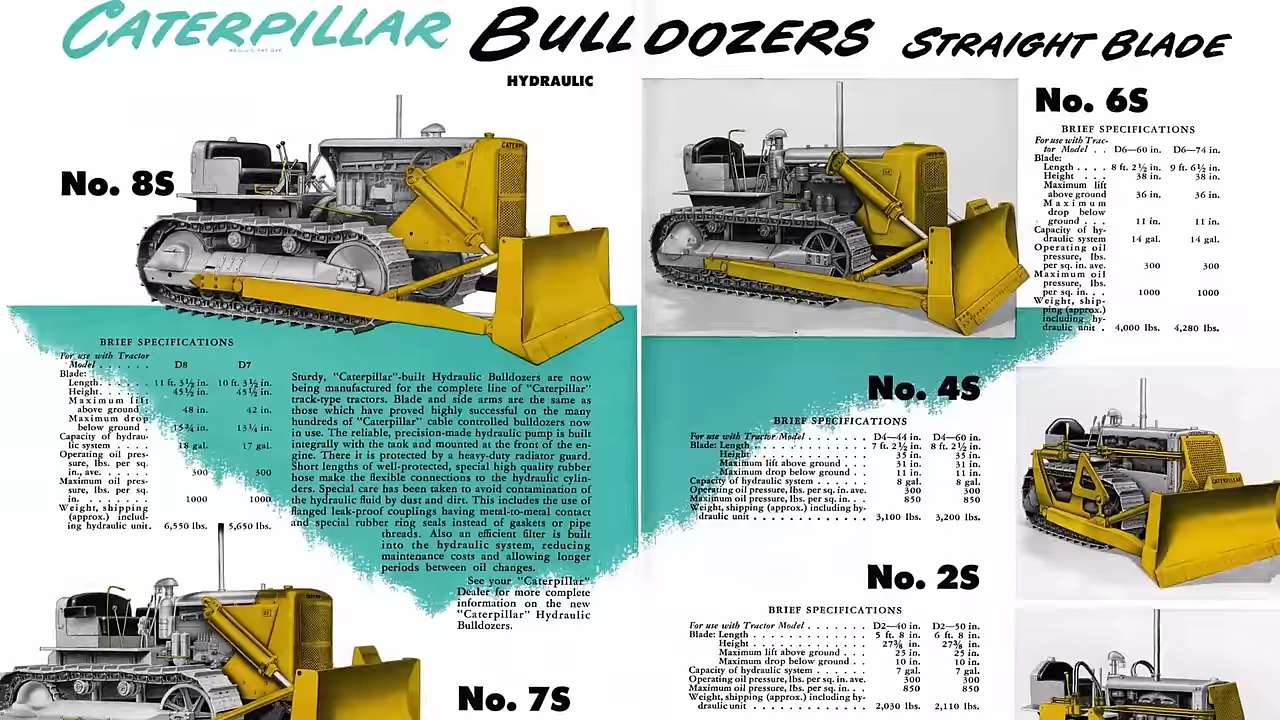 CATERPILLAR BULLDOZERS STRAIGHT BLADE
REG. U.S. PAT. OFF.
HYDRAULIC
No. 8S
BRIEF SPECIFICATIONS
For use with Tractor
Model . . . . . . . D8 D7
Blade:
Length. . . . . . 11 ft. 3½ in. 10 ft. 3½ in.
Height. . . . . . 45½ in. 45½ in.
Maximum lift
above ground . 48 in. 42 in.
Maximum drop
below ground . 15¾ in. 13¼ in.
Capacity of hydrau-
lic system . . . . 18 gal. 17 gal.
Operating oil pres-
sure, lbs. per sq.
in., ave. . . . . . 300 300
Maximum oil pres-
sure, lbs. per sq.
in. . . . . . . . . 1000 1000
Weight, shipping
(approx.) includ-
ing hydraulic unit. 6,550 lbs. 5,650 lbs.
Sturdy, "Caterpillar"-built Hydraulic Bulldozers are now
being manufactured for the complete line of "Caterpillar"
track-type tractors. Blade and side arms are the same as
those which have proved highly successful on the many
hundreds of "Caterpillar" cable controlled bulldozers now
in use. The reliable, precision-made hydraulic pump is built
integrally with the tank and mounted at the front of the en-
gine. There it is protected by a heavy-duty radiator guard.
Short lengths of well-protected, special high quality rubber
hose make the flexible connections to the hydraulic cylin-
ders. Special care has been taken to avoid contamination of
the hydraulic fluid by dust and dirt. This includes the use of
flanged leak-proof couplings having metal-to-metal contact
and special rubber ring seals instead of gaskets or pipe
threads. Also an efficient filter is built
into the hydraulic system, reducing
maintenance costs and allowing longer
periods between oil changes.
See your "Caterpillar"
Dealer for more complete
information on the new
"Caterpillar" Hydraulic
Bulldozers.
No. 7S
No. 6S
BRIEF SPECIFICATIONS
For use with Trac-
tor Model . . D6—60 in. D6—74 in.
Blade:
Length . . . . 8 ft. 2½ in. 9 ft. 6½ in.
Height . . . 38 in. 38 in.
Maximum lift
above ground 36 in. 36 in.
Maximum
drop below
ground . . . 11 in. 11 in.
Capacity of hy-
draulic system 14 gal. 14 gal.
Operating oil
pressure, lbs.
per sq. in. ave. 300 300
Maximum oil
pressure, lbs.
per sq. in. . . 1000 1000
Weight, ship-
ping (approx.)
including hy-
draulic unit . 4,000 lbs. 4,280 lbs.
No. 4S
BRIEF SPECIFICATIONS
For use with Tractor Model . . . . . . . D4—44 in. D4—60 in.
Blade: Length . . . . . . . . . . . . 7 ft. 2½ in. 8 ft. 2½ in.
Height . . . . . . . . . . . . 35 in. 35 in.
Maximum lift above ground . . . 31 in. 31 in.
Maximum drop below ground . . . 11 in. 11 in.
Capacity of hydraulic system . . . . . . 8 gal. 8 gal.
Operating oil pressure, lbs. per sq. in. ave. 300 300
Maximum oil pressure, lbs. per sq. in. . . . 850 850
Weight, shipping (approx.) including hy-
draulic unit . . . . . . . . . . . . . 3,100 lbs. 3,200 lbs.
CATERPILLAR
No. 2S
BRIEF SPECIFICATIONS
For use with Tractor Model . . . . . . . D2—40 in. D2—50 in.
Blade: Length . . . . . . . . . . . . 5 ft. 8 in. 6 ft. 8 in.
Height . . . . . . . . . . . . 27⅜ in. 27⅜ in.
Maximum lift above ground . . . 25 in. 25 in.
Maximum drop below ground . . . 10 in. 10 in.
Capacity of hydraulic system . . . . . . 7 gal. 7 gal.
Operating oil pressure, lbs. per sq. in. ave. 300 300
Maximum oil pressure, lbs. per sq. in. . . . 850 850
Weight, shipping (approx.) including hy-
draulic unit . . . . . . . . . . . . . 2,030 lbs. 2,110 lbs.